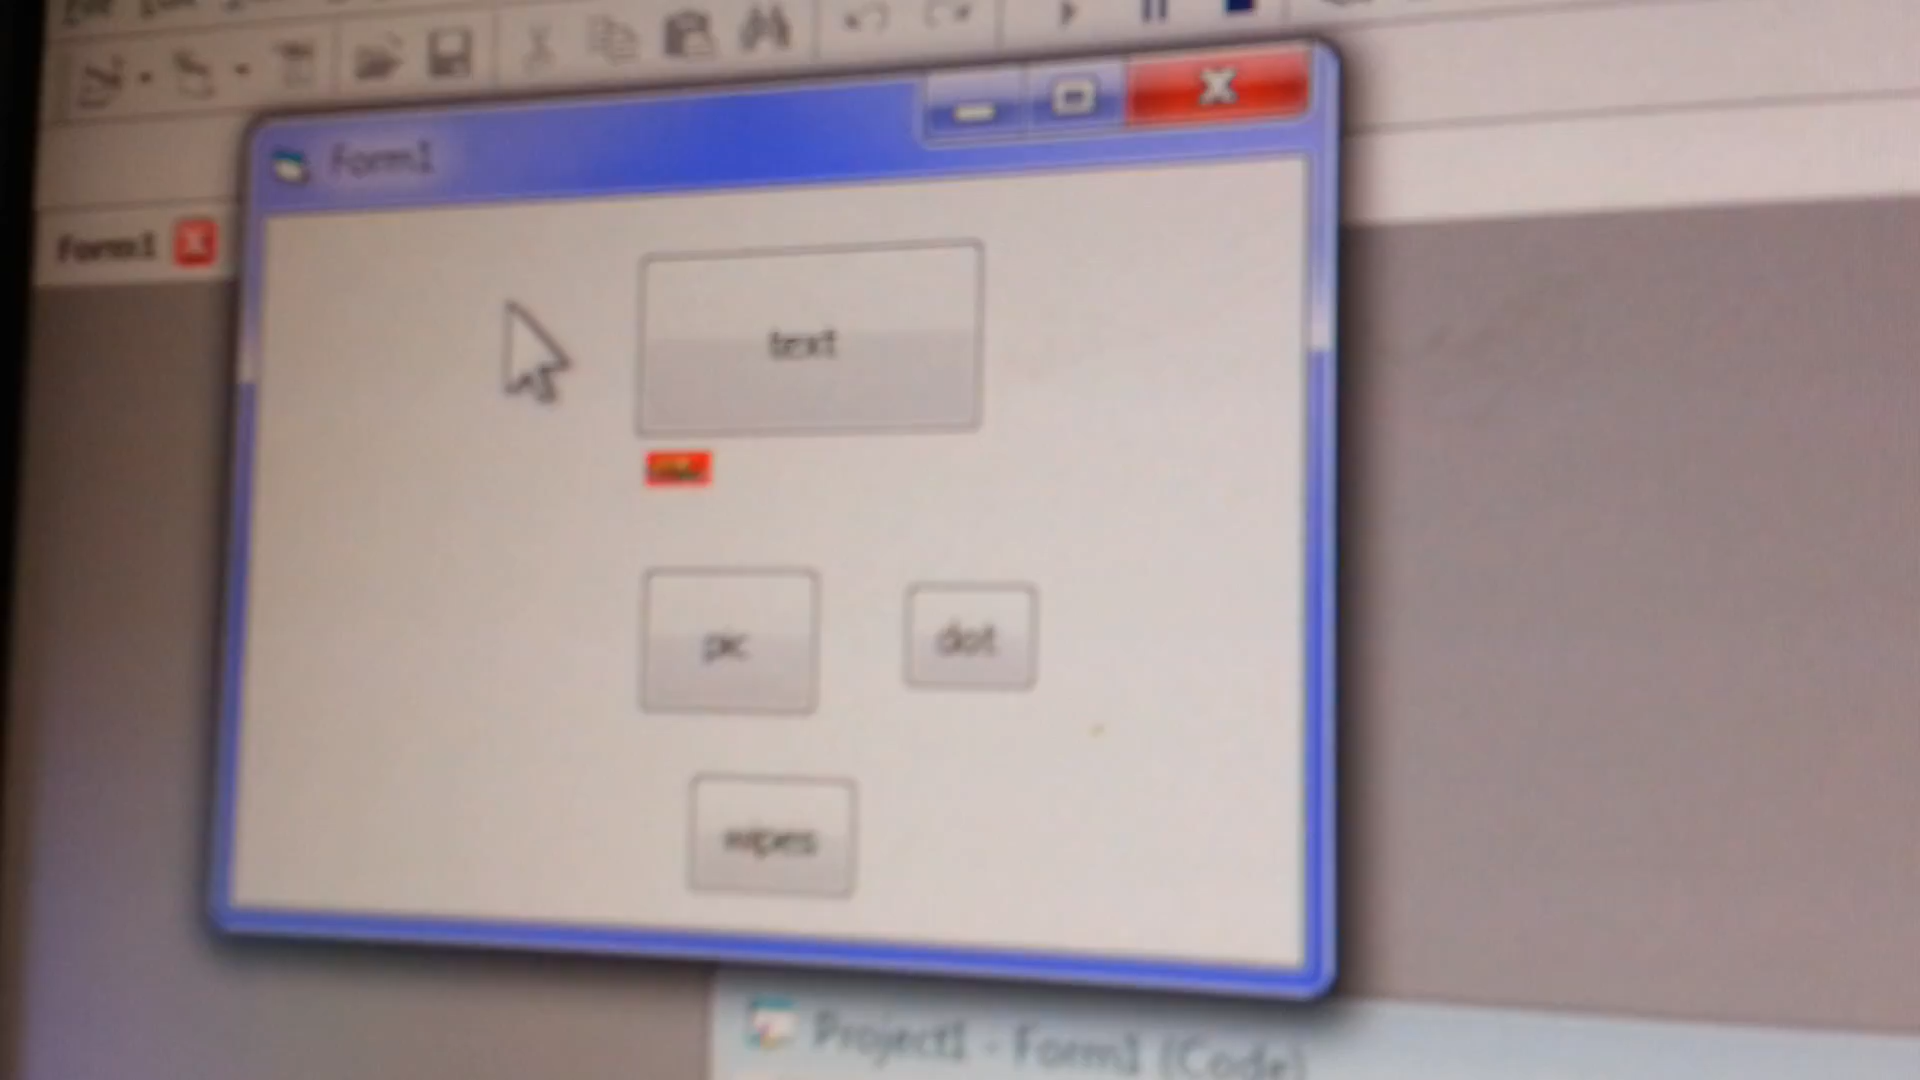 Form1
Form1
text
pic
dot
wipes
Project1 - Form1 (Code)